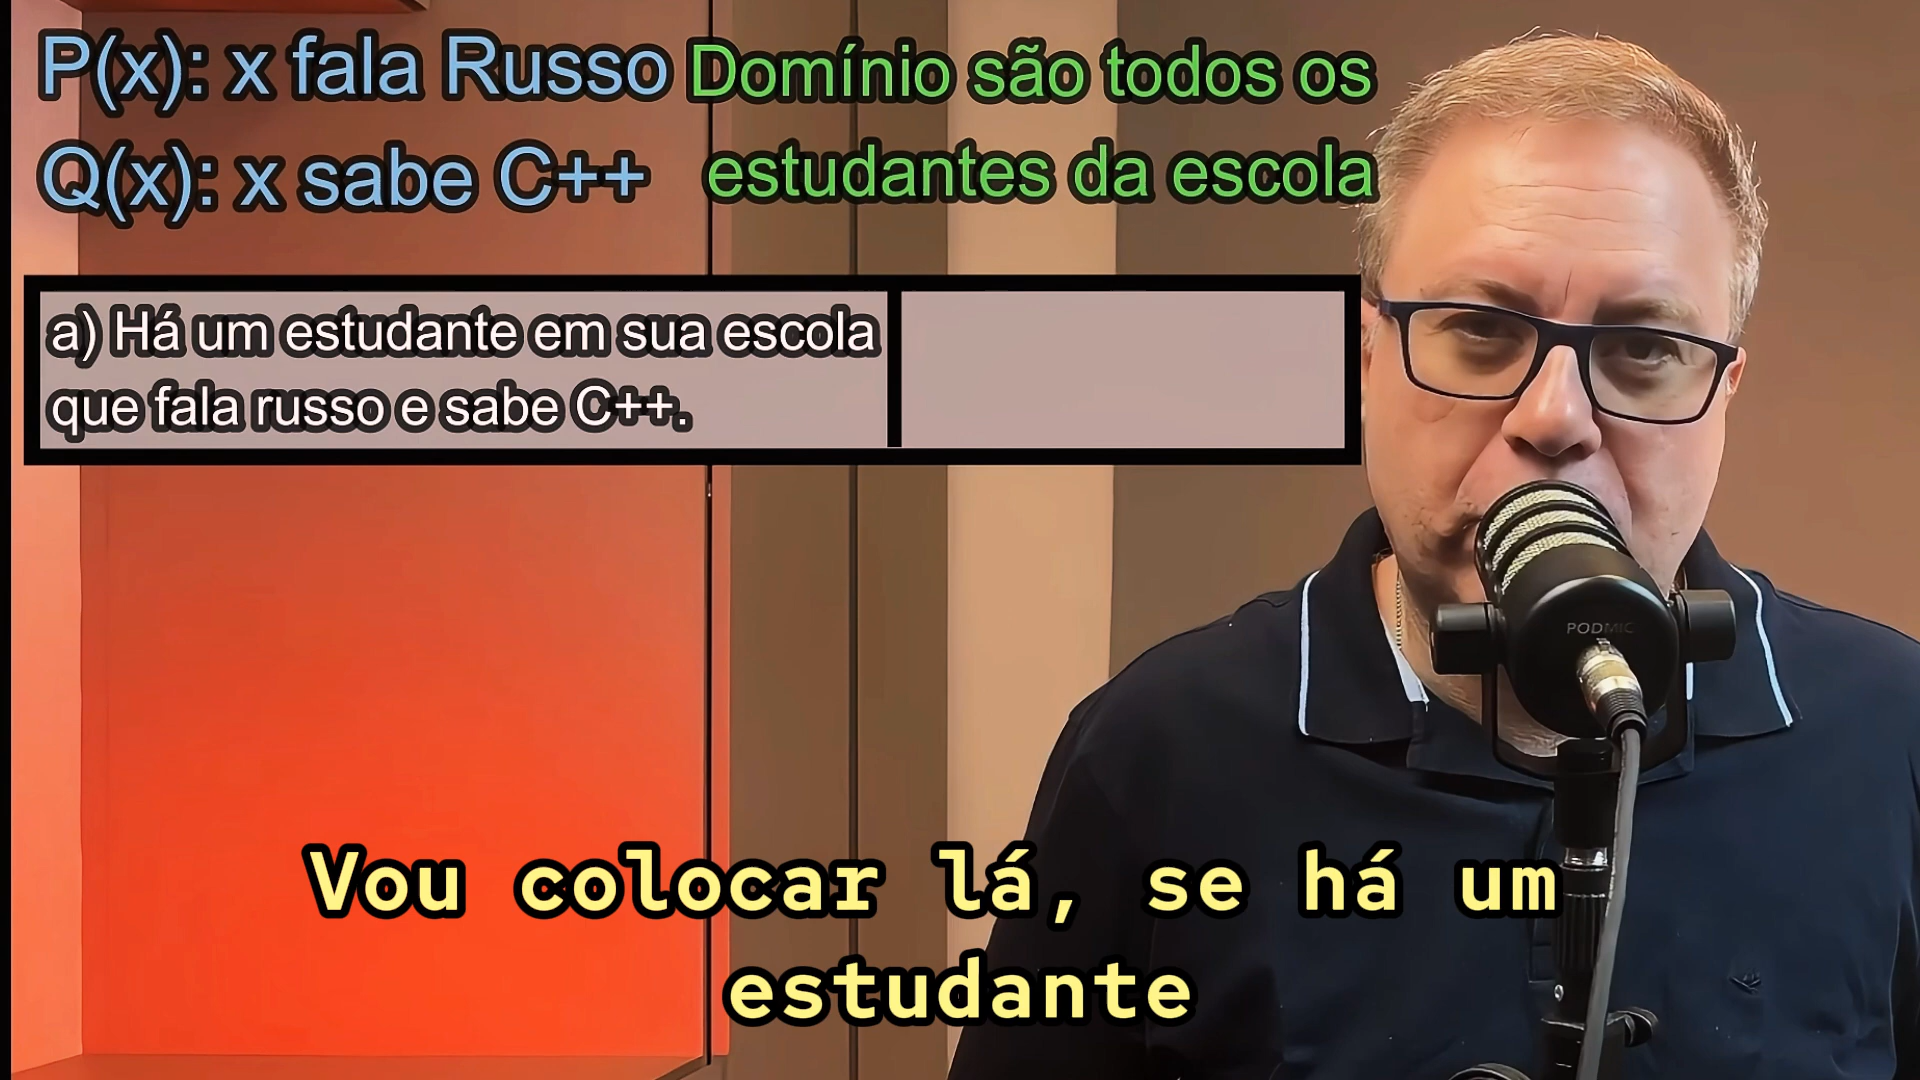 P(x): x fala Russo
Q(x): x sabe C++
Domínio são todos os
estudantes da escola
a) Há um estudante em sua escola
que fala russo e sabe C++.
PODMIC
Vou colocar lá, se há um
estudante